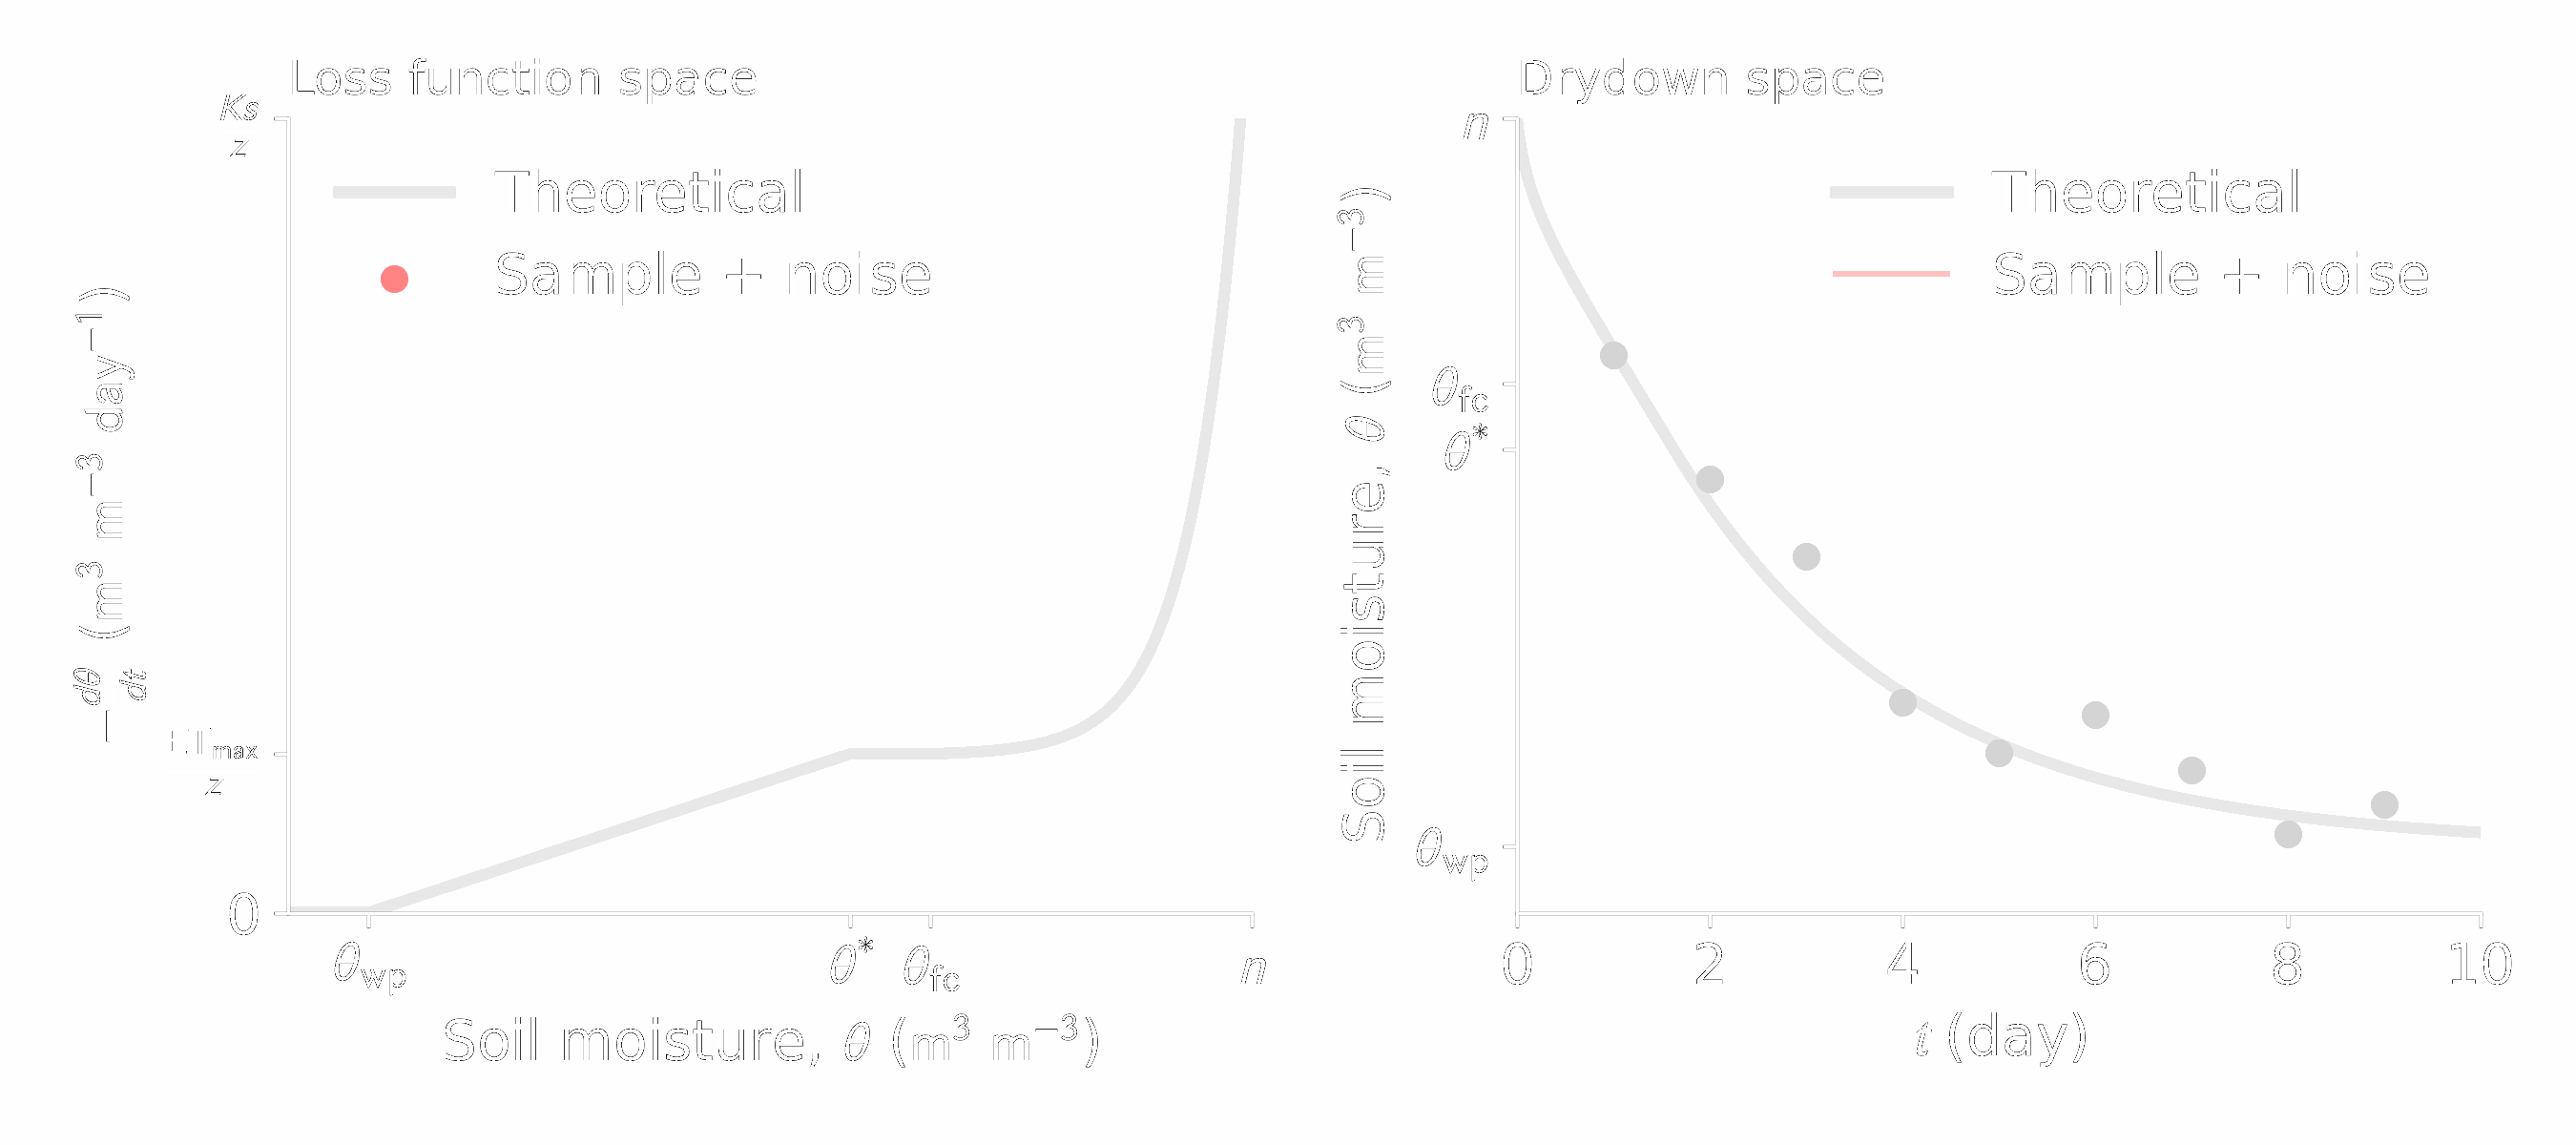 Loss function space
Ks
z
Theoretical
Sample + noise
−dθ/dt (m³ m⁻³ day⁻¹)
ETmax
z
0
θwp θ* θfc n
Soil moisture, θ (m³ m⁻³)
Drydown space
n
Theoretical
Sample + noise
θfc
θ*
Soil moisture, θ (m³ m⁻³)
θwp
0 2 4 6 8 10
t (day)